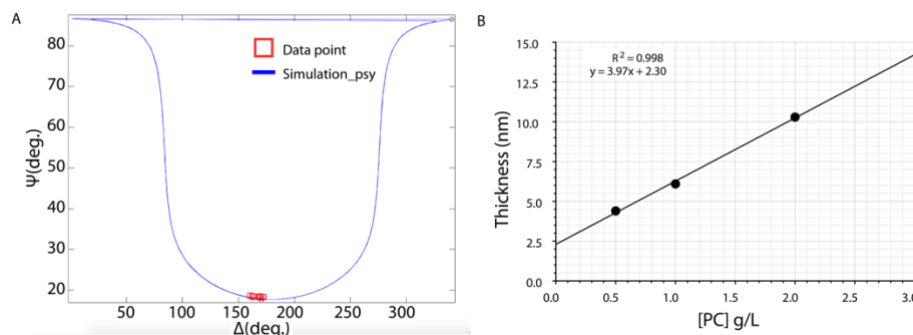 A
Ψ(deg.)
80
70
60
50
40
30
20
50
100
150
200
250
300
Δ(deg.)
Data point
Simulation_psy
B
R² = 0.998
y = 3.97x + 2.30
Thickness (nm)
15.0
12.5
10.0
7.5
5.0
2.5
0.0
0.0
0.5
1.0
1.5
2.0
2.5
3.0
[PC] g/L